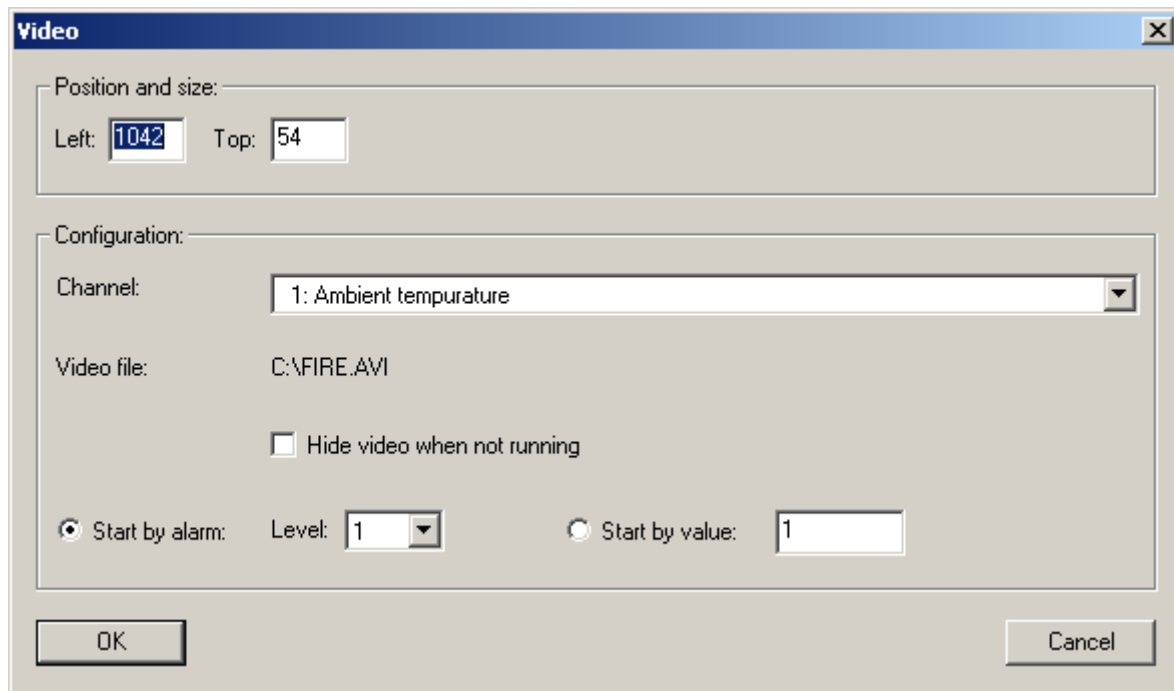 Video
Position and size:
Left: 1042 Top: 54
Configuration:
Channel: 1: Ambient tempurature
Video file: C:\FIRE.AVI
Hide video when not running
Start by alarm: Level: 1 Start by value: 1
OK Cancel